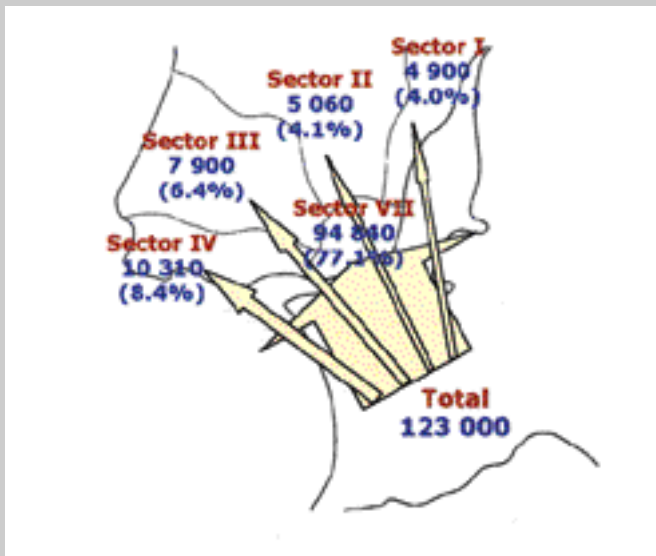 Sector I
4 900
(4.0%)
Sector II
5 060
(4.1%)
Sector III
7 900
(6.4%)
Sector VII
94 840
(77.1%)
Sector IV
10 310
(8.4%)
Total
123 000